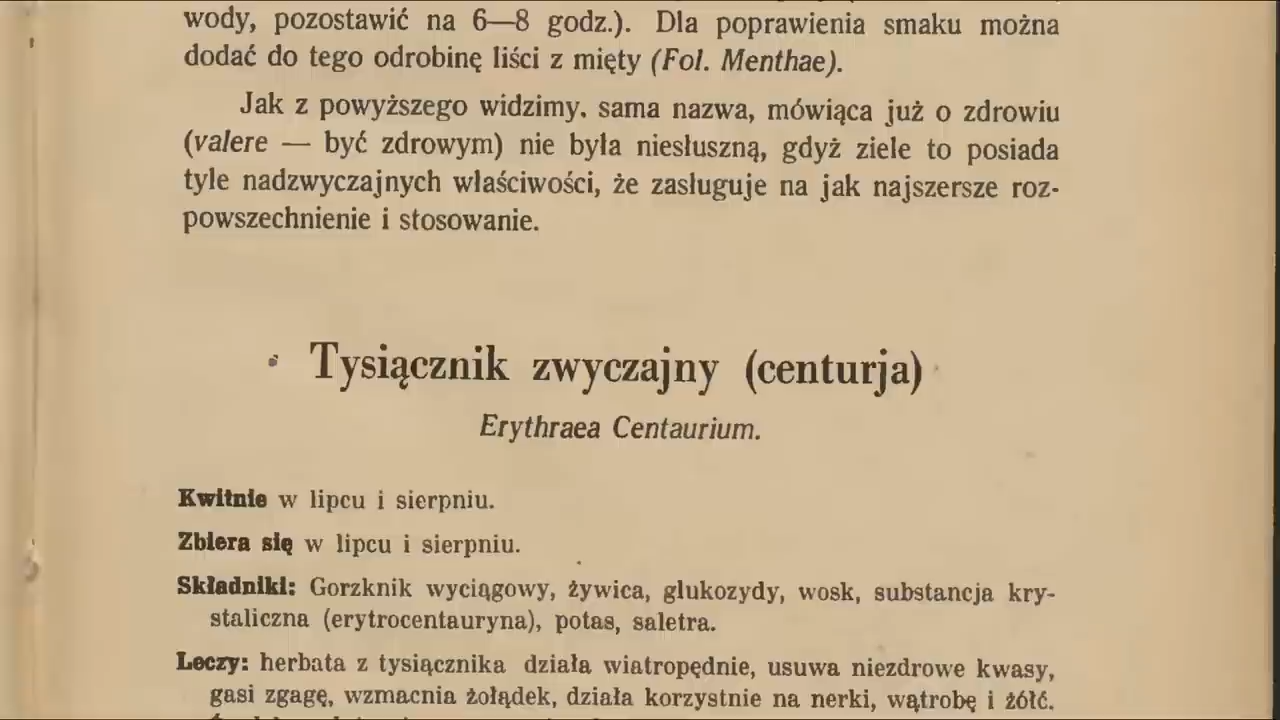 wody, pozostawić na 6—8 godz.). Dla poprawienia smaku można
dodać do tego odrobinę liści z mięty (Fol. Menthae).
Jak z powyższego widzimy, sama nazwa, mówiąca już o zdrowiu
(valere — być zdrowym) nie była niesłuszną, gdyż ziele to posiada
tyle nadzwyczajnych właściwości, że zasługuje na jak najszersze roz-
powszechnienie i stosowanie.
Tysiącznik zwyczajny (centurja)
Erythraea Centaurium.
Kwitnie w lipcu i sierpniu.
Zbiera się w lipcu i sierpniu.
Składniki: Gorzknik wyciągowy, żywica, glukozydy, wosk, substancja kry-
staliczna (erytrocentauryna), potas, saletra.
Leczy: herbata z tysiącznika działa wiatropędnie, usuwa niezdrowe kwasy,
gasi zgagę, wzmacnia żołądek, działa korzystnie na nerki, wątrobę i żółć.